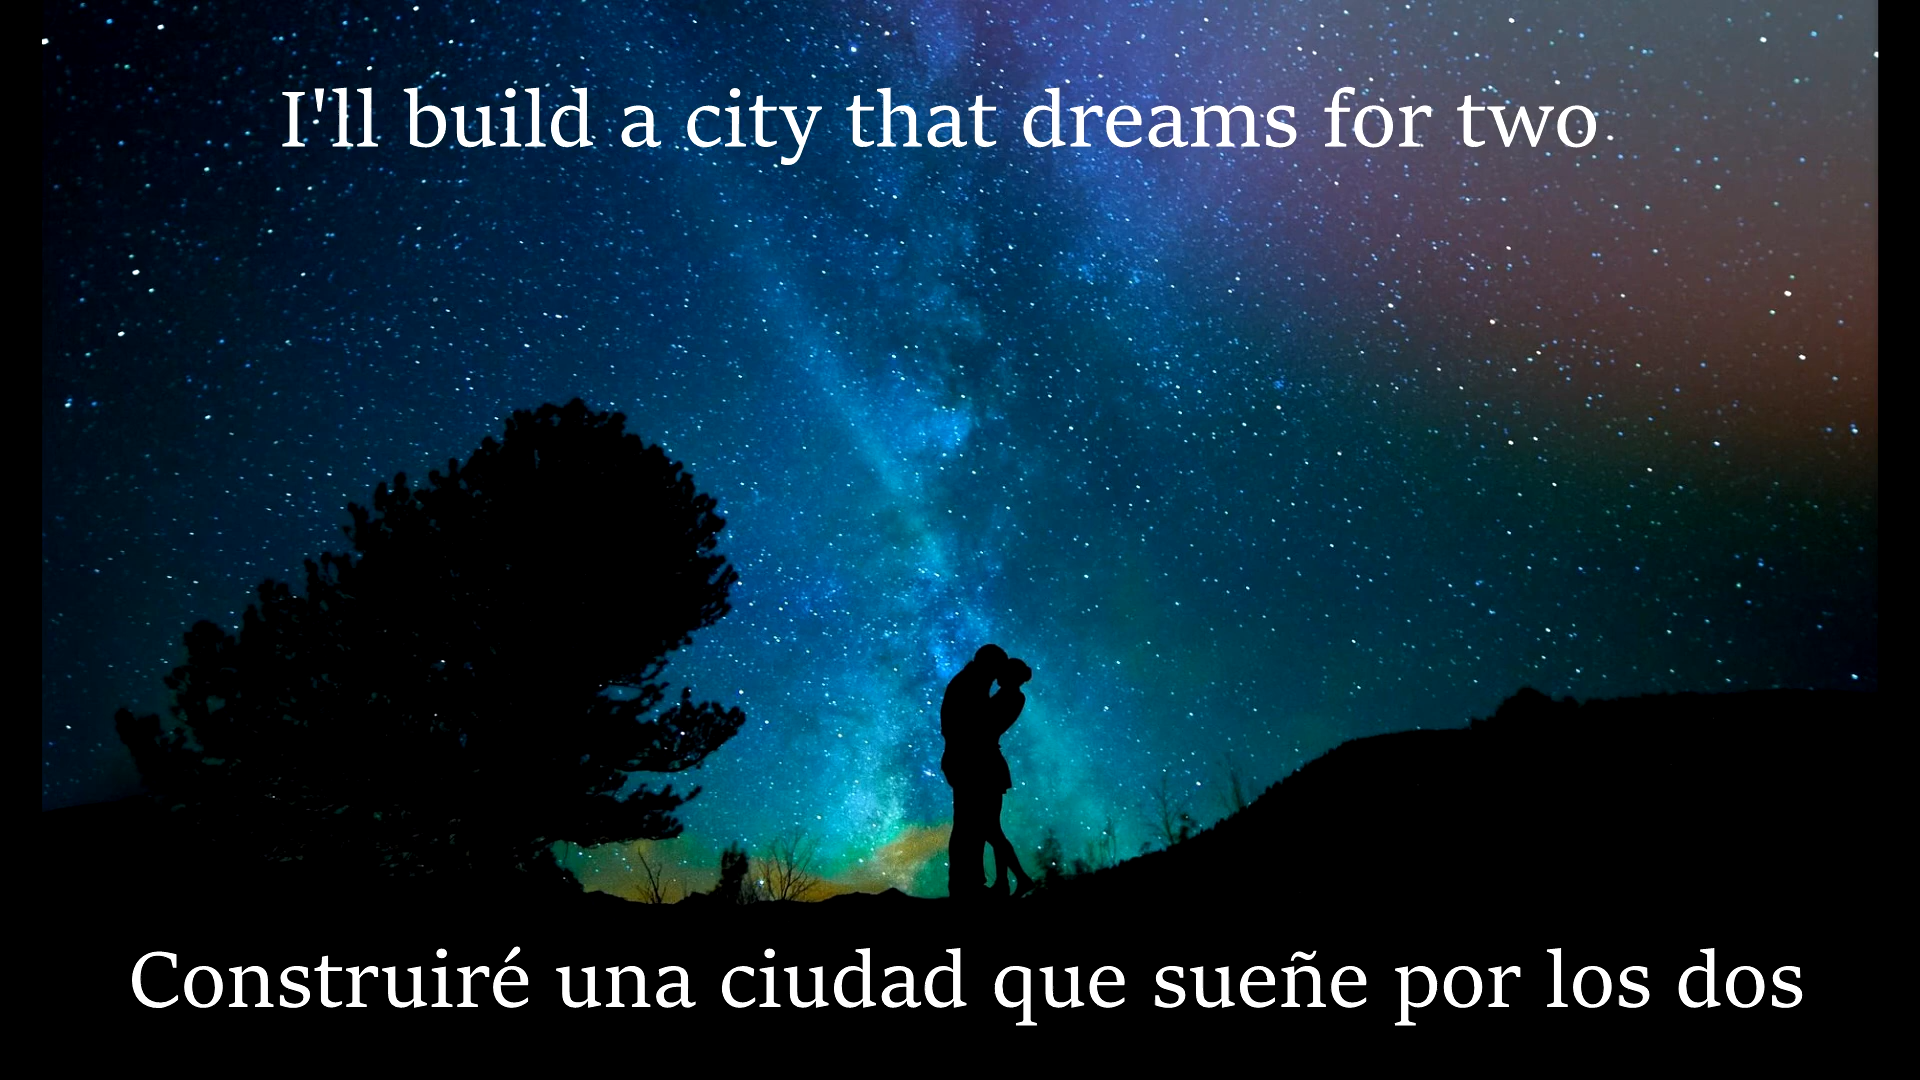 I'll build a city that dreams for two
Construiré una ciudad que sueñe por los dos